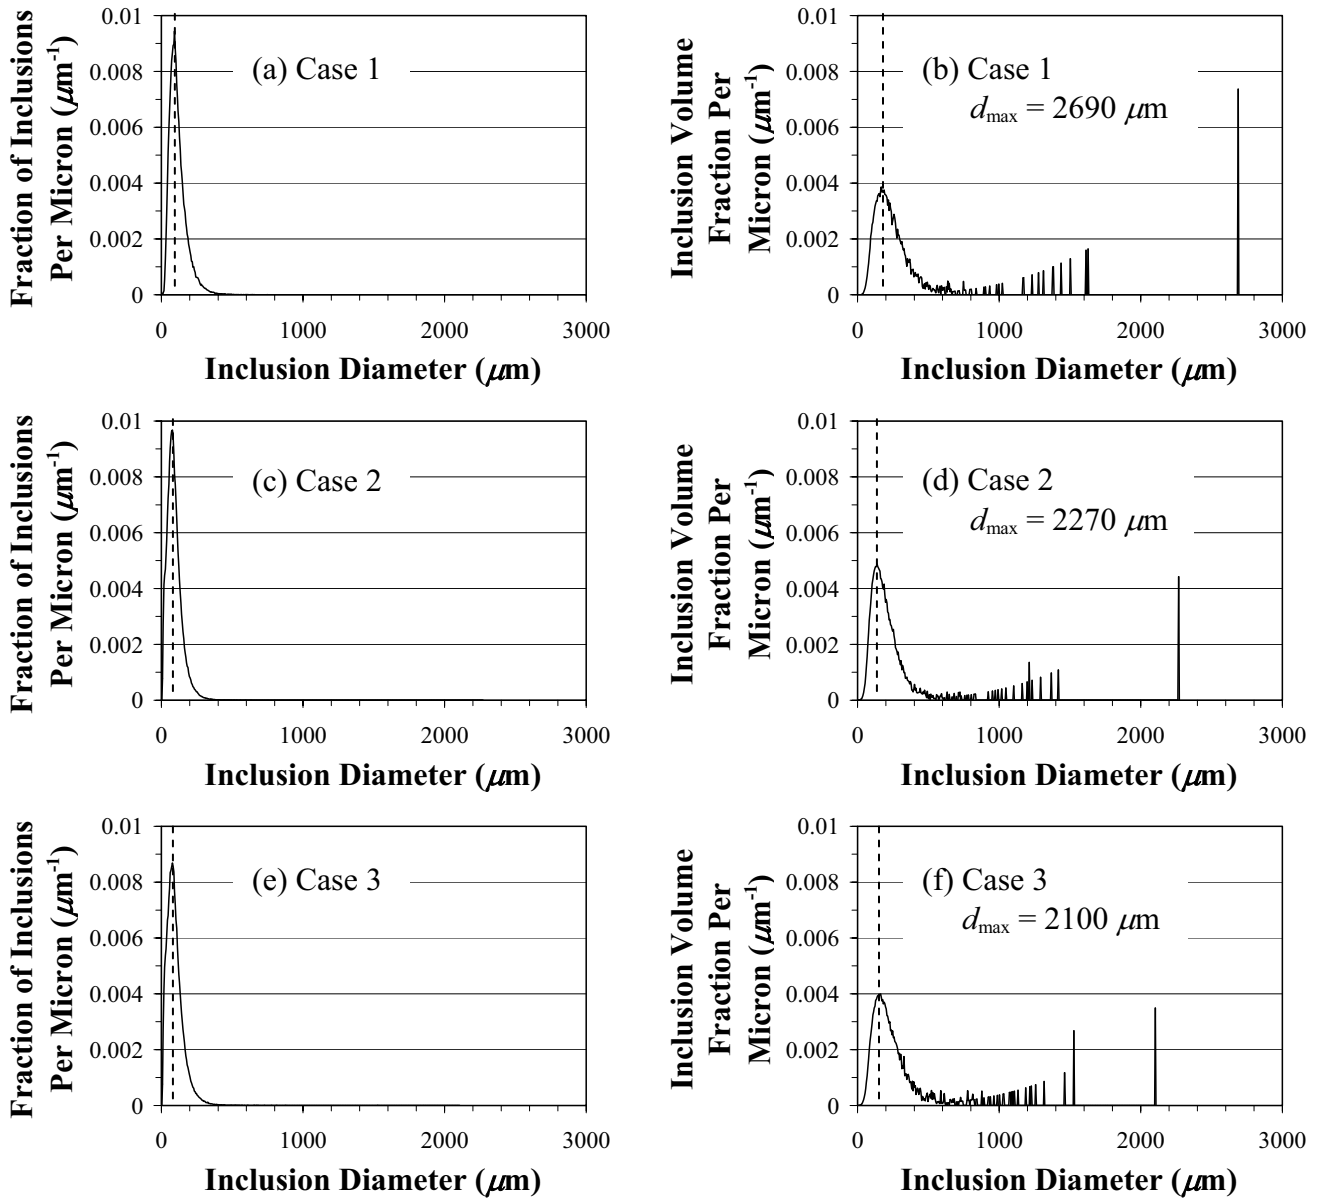 Fraction of Inclusions
Per Micron (μm⁻¹)
0.01
0.008
0.006
0.004
0.002
0
(a) Case 1
0
1000
2000
3000
Inclusion Diameter (μm)
Inclusion Volume
Fraction Per
Micron (μm⁻¹)
0.01
0.008
0.006
0.004
0.002
0
(b) Case 1
dmax = 2690 μm
0
1000
2000
3000
Inclusion Diameter (μm)
Fraction of Inclusions
Per Micron (μm⁻¹)
0.01
0.008
0.006
0.004
0.002
0
(c) Case 2
0
1000
2000
3000
Inclusion Diameter (μm)
Inclusion Volume
Fraction Per
Micron (μm⁻¹)
0.01
0.008
0.006
0.004
0.002
0
(d) Case 2
dmax = 2270 μm
0
1000
2000
3000
Inclusion Diameter (μm)
Fraction of Inclusions
Per Micron (μm⁻¹)
0.01
0.008
0.006
0.004
0.002
0
(e) Case 3
0
1000
2000
3000
Inclusion Diameter (μm)
Inclusion Volume
Fraction Per
Micron (μm⁻¹)
0.01
0.008
0.006
0.004
0.002
0
(f) Case 3
dmax = 2100 μm
0
1000
2000
3000
Inclusion Diameter (μm)